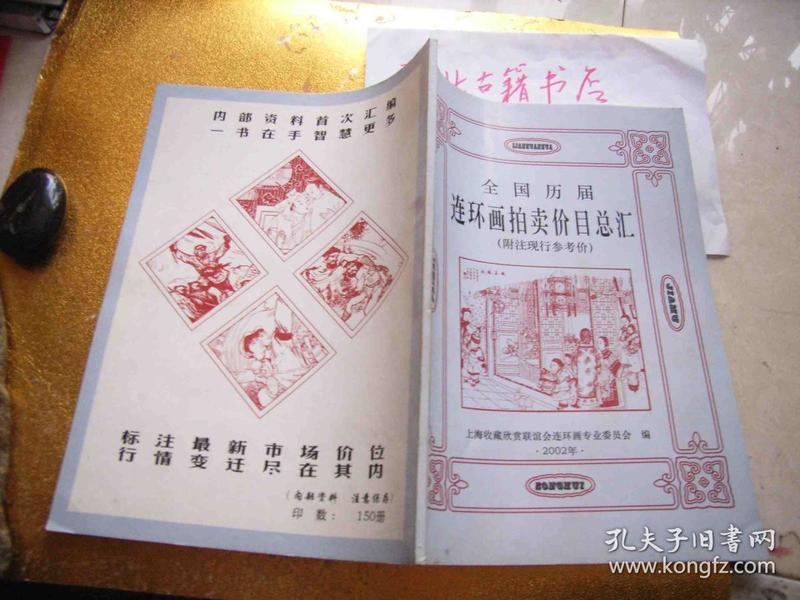 北古籍书店
内部资料首次汇编
一书在手智慧更多
标注最新市场价位
行情变迁尽在其内
(内部资料 注意保存)
印数: 150册
LIANHUANHUA
全国历届
连环画拍卖价目总汇
(附注现行参考价)
JIAMU
上海收藏欣赏联谊会连环画专业委员会 编
·2002年·
ZONGHUI
孔夫子旧书网
www.kongfz.com